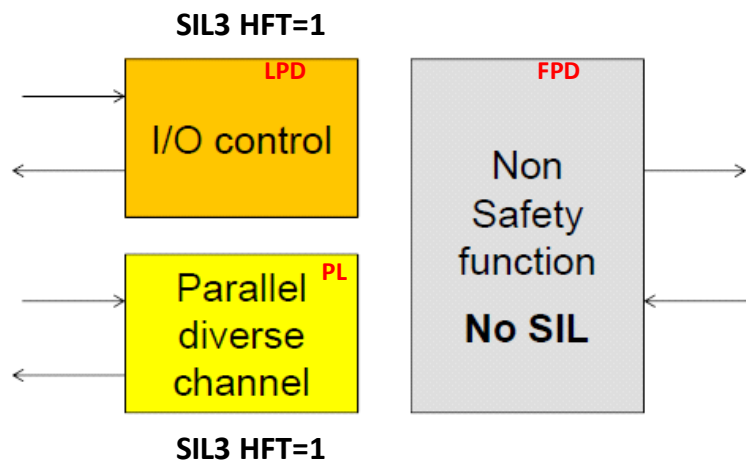 SIL3 HFT=1
LPD
I/O control
FPD
Non
Safety
function
No SIL
PL
Parallel
diverse
channel
SIL3 HFT=1